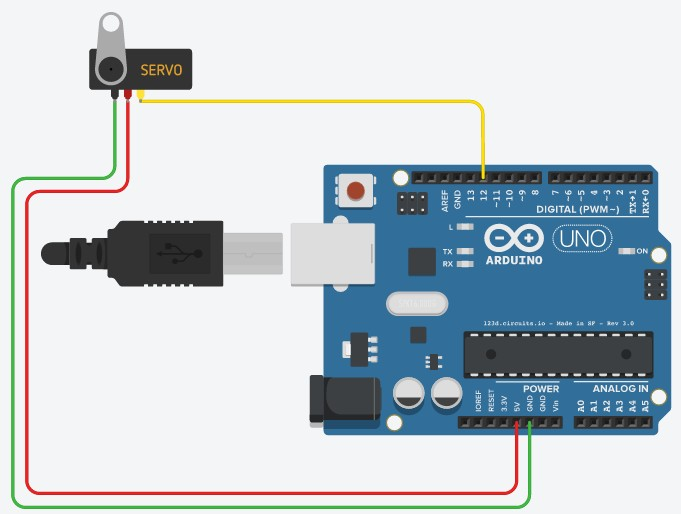 SERVO
AREF
GND
13
12
~11
~10
~9
8
7
~6
~5
4
~3
2
TX→1
RX←0
DIGITAL (PWM~)
L
TX
RX
ARDUINO
UNO
ON
123d.circuits.io - Made in SF - Rev 3.0
POWER
ANALOG IN
IOREF
RESET
3.3V
5V
GND
GND
Vin
A0
A1
A2
A3
A4
A5